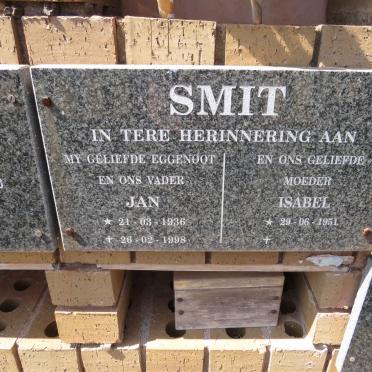 SMIT
IN TERE HERINNERING AAN
MY GELIEFDE EGGENOOT
EN ONS VADER
JAN
★ 21-03-1936
✝ 26-02-1998
EN ONS GELIEFDE
MOEDER
ISABEL
★ 29-06-1951
✝